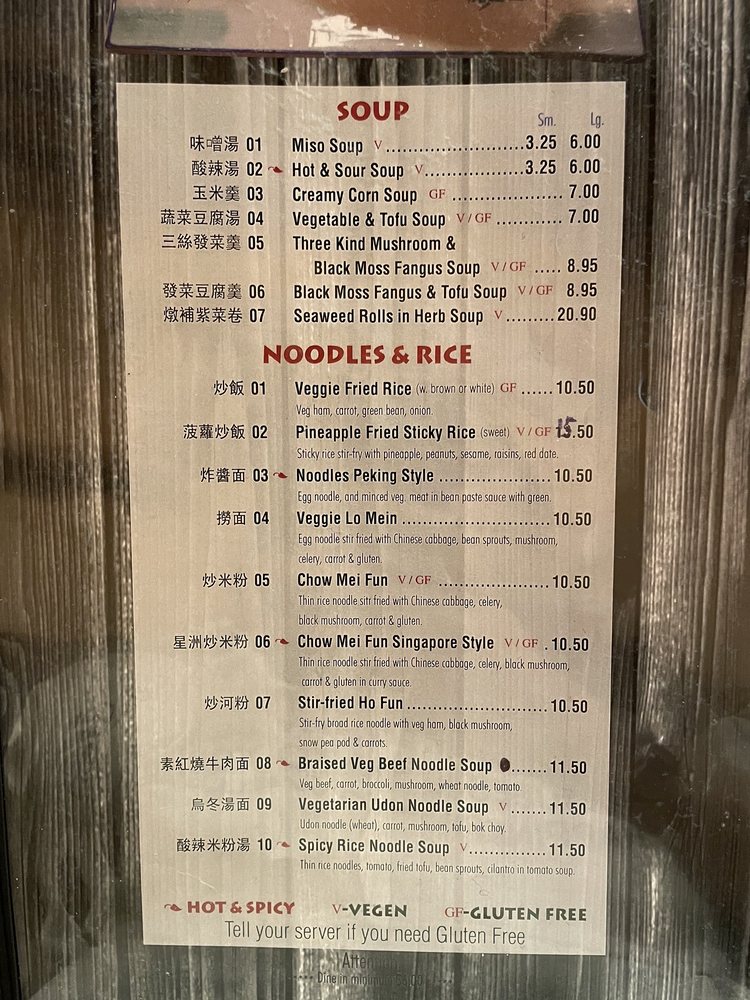 SOUP
Sm. Lg.
味噌湯 01 Miso Soup V ........................3.25 6.00
酸辣湯 02 Hot & Sour Soup V...................3.25 6.00
玉米羹 03 Creamy Corn Soup GF .................... 7.00
蔬菜豆腐湯 04 Vegetable & Tofu Soup V / GF ............ 7.00
三絲發菜羹 05 Three Kind Mushroom &
Black Moss Fangus Soup V / GF ..... 8.95
發菜豆腐羹 06 Black Moss Fangus & Tofu Soup V / GF 8.95
燉補紫菜卷 07 Seaweed Rolls in Herb Soup V.........20.90
NOODLES & RICE
炒飯 01 Veggie Fried Rice (w. brown or white) GF ......10.50
Veg ham, carrot, green bean, onion.
菠蘿炒飯 02 Pineapple Fried Sticky Rice (sweet) V / GF 15.50
Sticky rice stir-fry with pineapple, peanuts, sesame, raisins, red date.
炸醬面 03 Noodles Peking Style ......................10.50
Egg noodle, and minced veg. meat in bean paste sauce with green.
撈面 04 Veggie Lo Mein .............................10.50
Egg noodle stir fried with Chinese cabbage, bean sprouts, mushroom,
celery, carrot & gluten.
炒米粉 05 Chow Mei Fun V / GF ......................10.50
Thin rice noodle sitr fried with Chinese cabbage, celery,
black mushroom, carrot & gluten.
星洲炒米粉 06 Chow Mei Fun Singapore Style V / GF . 10.50
Thin rice noodle stir fried with Chinese cabbage, celery, black mushroom,
carrot & gluten in curry sauce.
炒河粉 07 Stir-fried Ho Fun ............................10.50
Stir-fry broad rice noodle with veg ham, black mushroom,
snow pea pod & carrots.
素紅燒牛肉面 08 Braised Veg Beef Noodle Soup .......11.50
Veg beef, carrot, broccoli, mushroom, wheat noodle, tomato.
烏冬湯面 09 Vegetarian Udon Noodle Soup V .......11.50
Udon noodle (wheat), carrot, mushroom, tofu, bok choy.
酸辣米粉湯 10 Spicy Rice Noodle Soup V...............11.50
Thin rice noodles, tomato, fried tofu, bean sprouts, cilantro in tomato soup.
HOT & SPICY V-VEGEN GF-GLUTEN FREE
Tell your server if you need Gluten Free
Dine in